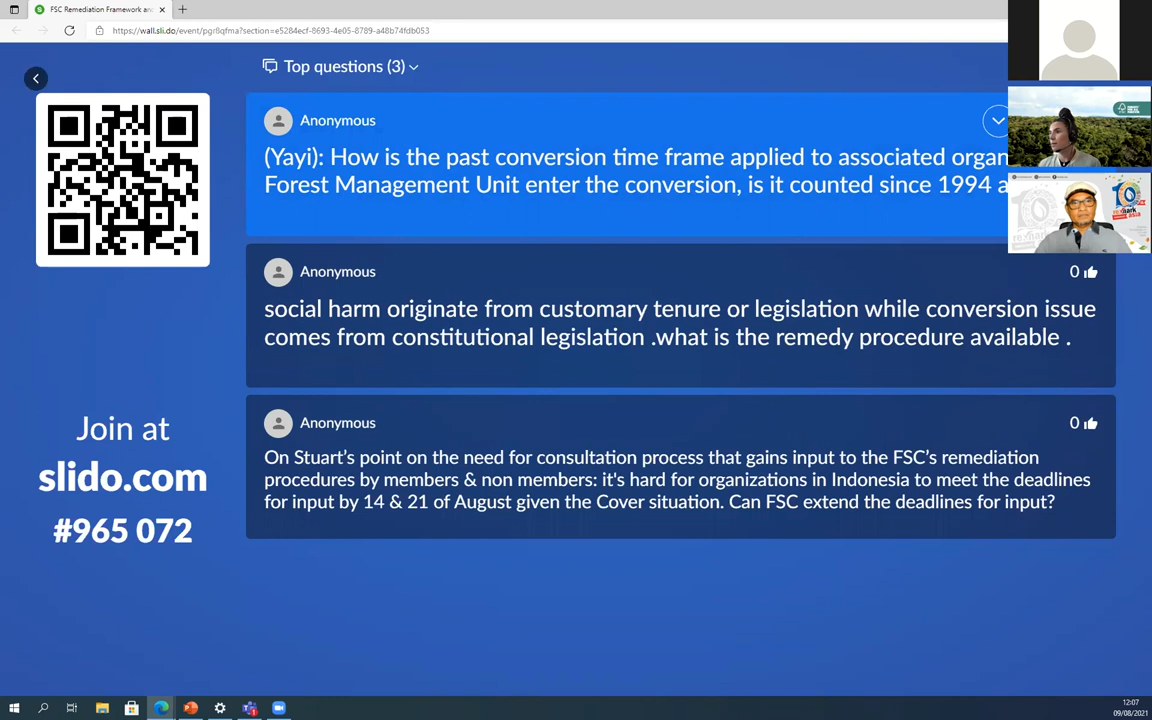 FSC Remediation Framework an
https://wall.sli.do/event/pgr8qfma?section=e5284ecf-8693-4e05-8789-a48b74fdb053
Top questions (3)
Anonymous
(Yayi): How is the past conversion time frame applied to associated organ
Forest Management Unit enter the conversion, is it counted since 1994 a
Anonymous
0
social harm originate from customary tenure or legislation while conversion issue
comes from constitutional legislation .what is the remedy procedure available .
Anonymous
0
On Stuart's point on the need for consultation process that gains input to the FSC's remediation
procedures by members & non members: it's hard for organizations in Indonesia to meet the deadlines
for input by 14 & 21 of August given the Cover situation. Can FSC extend the deadlines for input?
Join at
slido.com
#965 072
10
remark
asia
12:07
09/08/2021